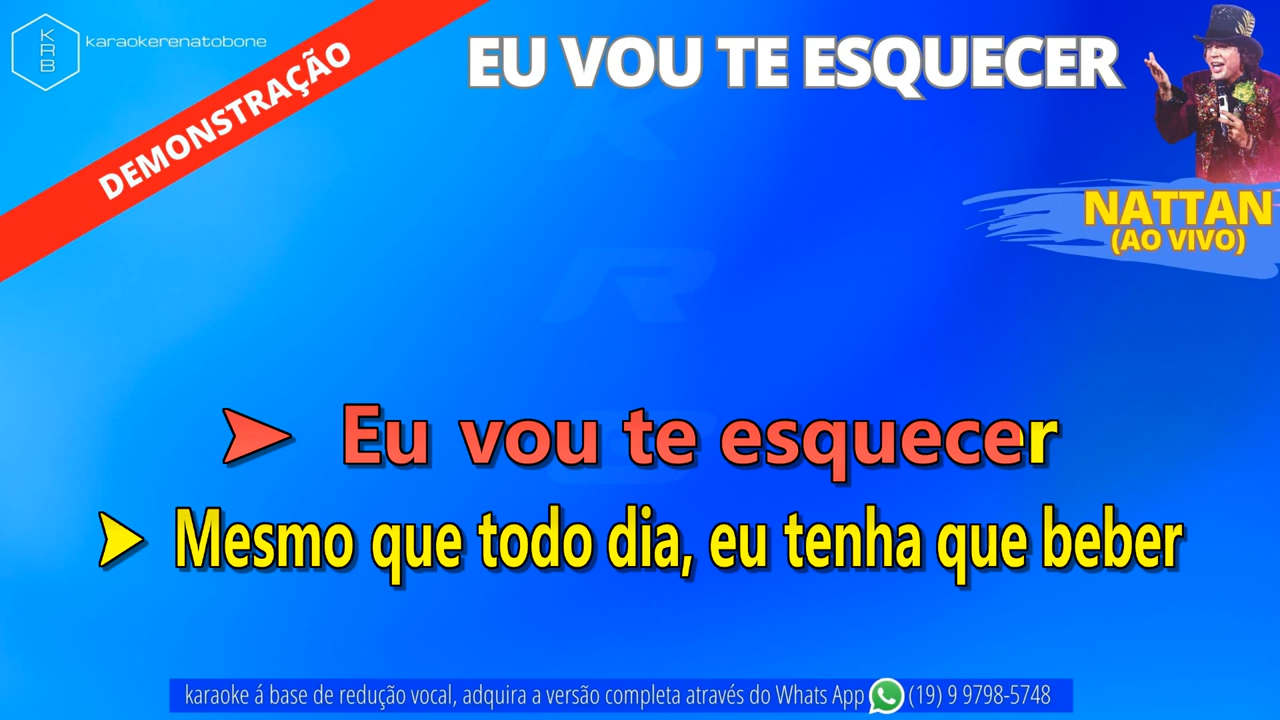 KRB
karaokerenatobone
DEMONSTRAÇÃO
EU VOU TE ESQUECER
NATTAN
(AO VIVO)
K
R
B
➤ Eu vou te esquecer
➤ Mesmo que todo dia, eu tenha que beber
karaoke á base de redução vocal, adquira a versão completa através do Whats App (19) 9 9798-5748